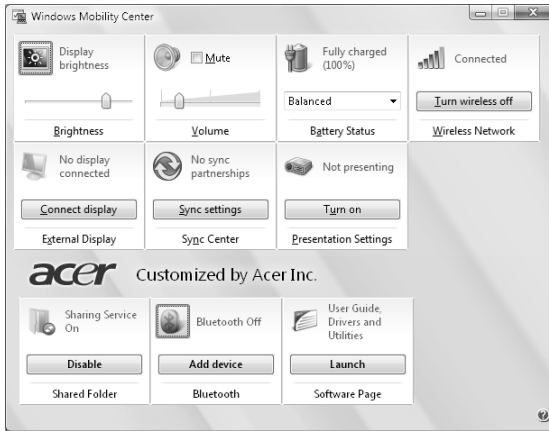 Windows Mobility Center
Display
brightness
Brightness
Mute
Volume
Fully charged
(100%)
Balanced
Battery Status
Connected
Turn wireless off
Wireless Network
No display
connected
Connect display
External Display
No sync
partnerships
Sync settings
Sync Center
Not presenting
Turn on
Presentation Settings
acer Customized by Acer Inc.
Sharing Service
On
Disable
Shared Folder
Bluetooth Off
Add device
Bluetooth
User Guide,
Drivers and
Utilities
Launch
Software Page